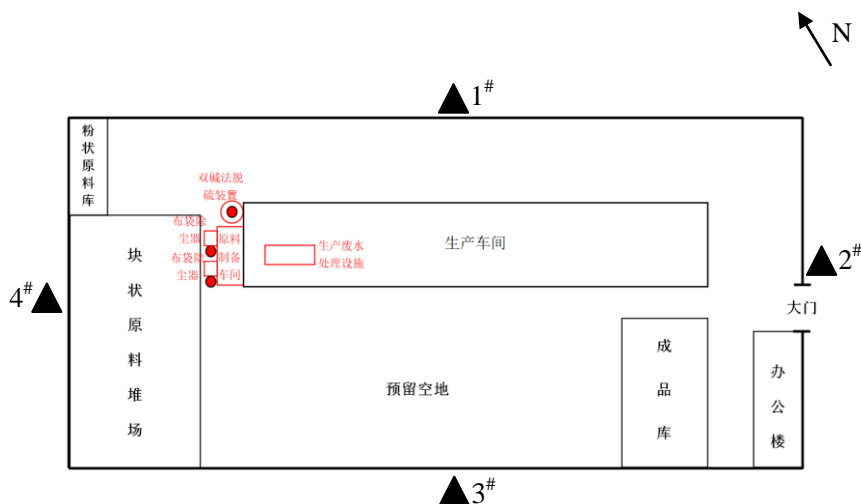 N
1#
粉状原料库
双碱法脱
硫装置
布袋除
尘器
原料
制备
车间
布袋除
尘器
生产废水
处理设施
生产车间
2#
大门
块状原料堆场
4#
预留空地
成品库
办公楼
3#